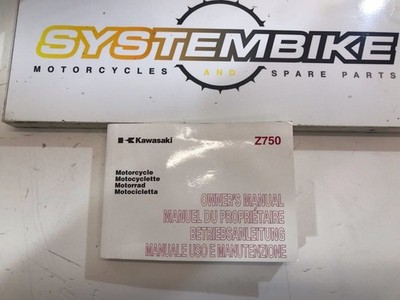 SYSTEMBIKE
MOTORCYCLES AND SPARE PARTS
Kawasaki Z750
Motorcycle
Motocyclette
Motorrad
Motocicletta
OWNER'S MANUAL
MANUEL DU PROPRIÉTAIRE
BETRIEBSANLEITUNG
MANUALE USO E MANUTENZIONE